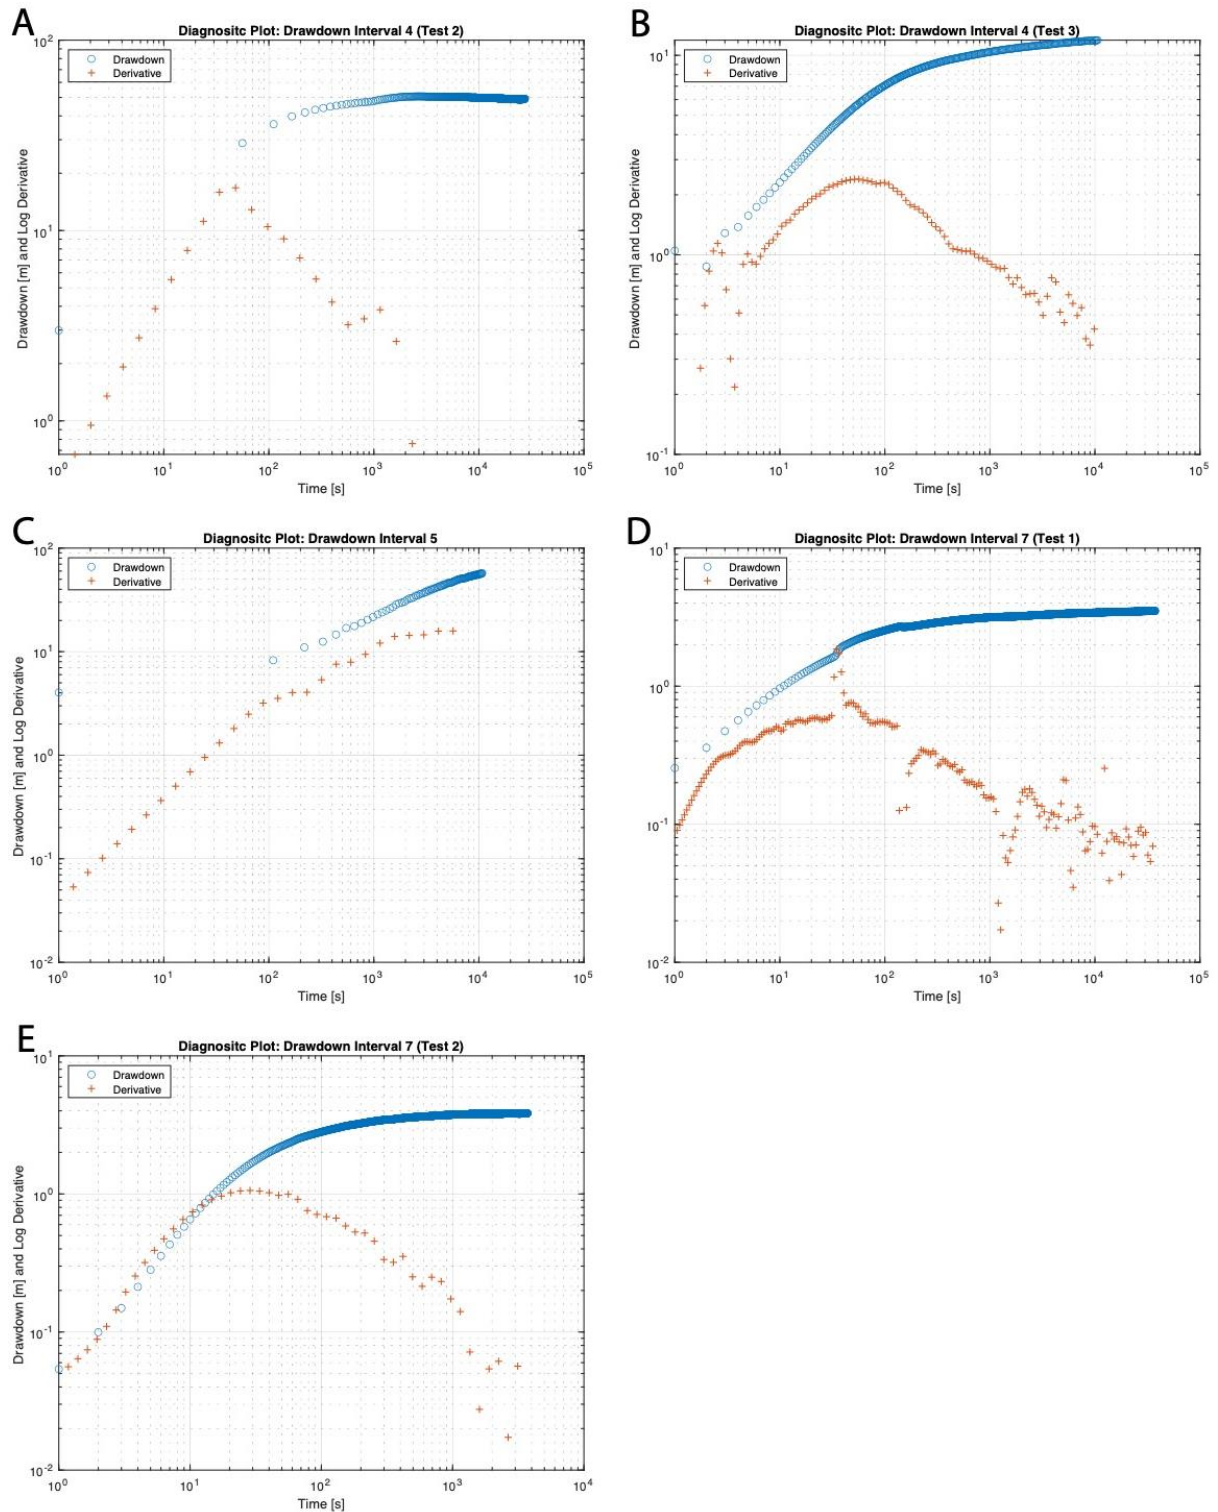 A
Diagnositc Plot: Drawdown Interval 4 (Test 2)
Drawdown
Derivative
Drawdown [m] and Log Derivative
10^2
10^1
10^0
10^0 10^1 10^2 10^3 10^4 10^5
Time [s]
B
Diagnositc Plot: Drawdown Interval 4 (Test 3)
Drawdown
Derivative
Drawdown [m] and Log Derivative
10^1
10^0
10^-1
10^0 10^1 10^2 10^3 10^4 10^5
Time [s]
C
Diagnositc Plot: Drawdown Interval 5
Drawdown
Derivative
Drawdown [m] and Log Derivative
10^2
10^1
10^0
10^-1
10^-2
10^0 10^1 10^2 10^3 10^4 10^5
Time [s]
D
Diagnositc Plot: Drawdown Interval 7 (Test 1)
Drawdown
Derivative
Drawdown [m] and Log Derivative
10^1
10^0
10^-1
10^-2
10^0 10^1 10^2 10^3 10^4 10^5
Time [s]
E
Diagnositc Plot: Drawdown Interval 7 (Test 2)
Drawdown
Derivative
Drawdown [m] and Log Derivative
10^1
10^0
10^-1
10^-2
10^0 10^1 10^2 10^3 10^4
Time [s]